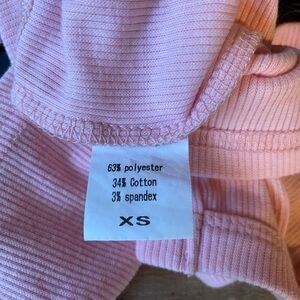 63% polyester
34% Cotton
3% spandex
XS